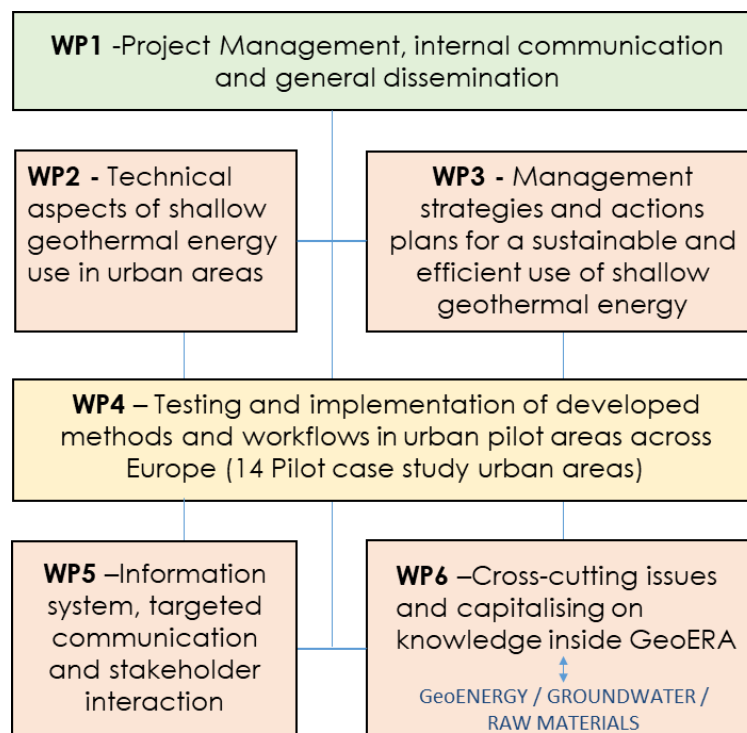 WP1 -Project Management, internal communication
and general dissemination
WP2 - Technical
aspects of shallow
geothermal energy
use in urban areas
WP3 - Management
strategies and actions
plans for a sustainable and
efficient use of shallow
geothermal energy
WP4 – Testing and implementation of developed
methods and workflows in urban pilot areas across
Europe (14 Pilot case study urban areas)
WP5 –Information
system, targeted
communication
and stakeholder
interaction
WP6 –Cross-cutting issues
and capitalising on
knowledge inside GeoERA
GeoENERGY / GROUNDWATER /
RAW MATERIALS